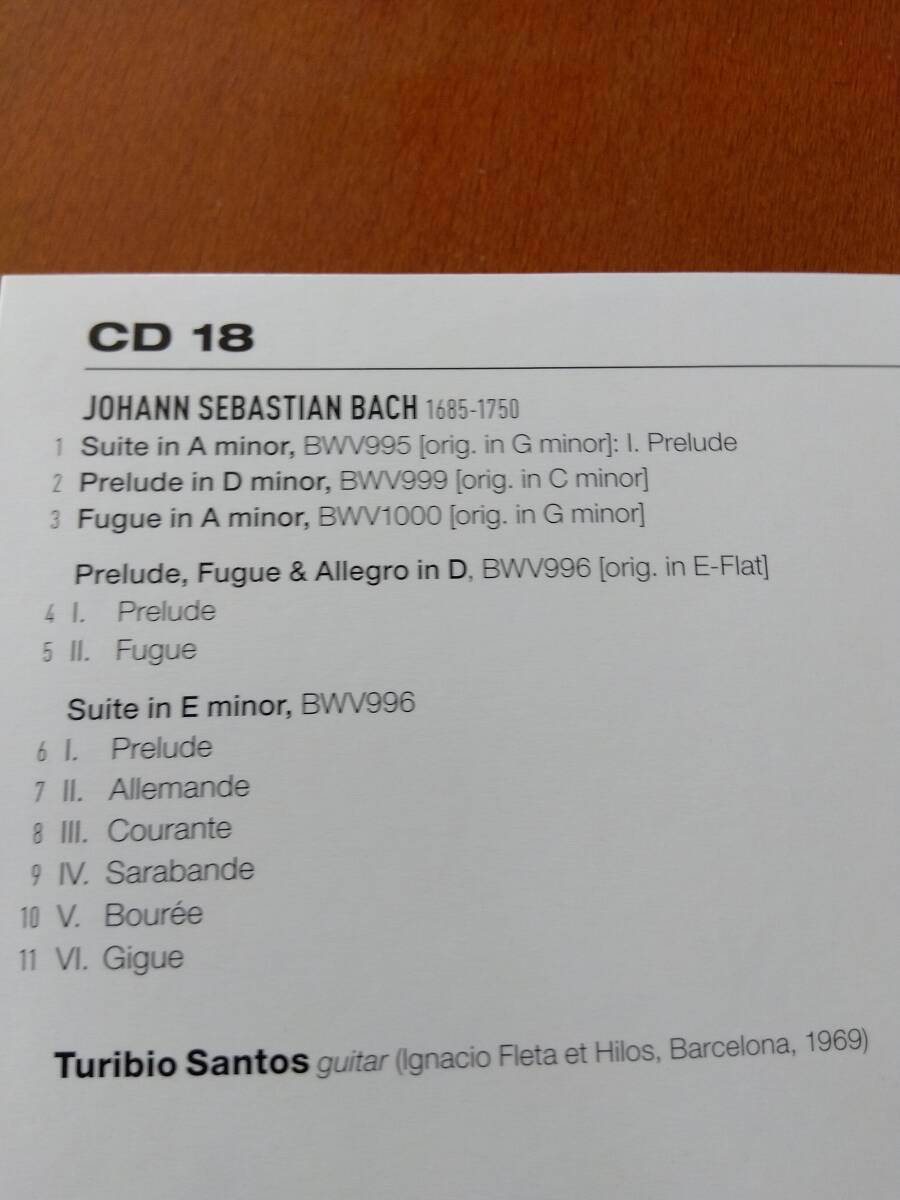 CD 18
JOHANN SEBASTIAN BACH 1685-1750
1 Suite in A minor, BWV995 [orig. in G minor]: I. Prelude
2 Prelude in D minor, BWV999 [orig. in C minor]
3 Fugue in A minor, BWV1000 [orig. in G minor]
Prelude, Fugue & Allegro in D, BWV996 [orig. in E-Flat]
4 I. Prelude
5 II. Fugue
Suite in E minor, BWV996
6 I. Prelude
7 II. Allemande
8 III. Courante
9 IV. Sarabande
10 V. Bourée
11 VI. Gigue
Turibio Santos guitar (Ignacio Fleta et Hilos, Barcelona, 1969)